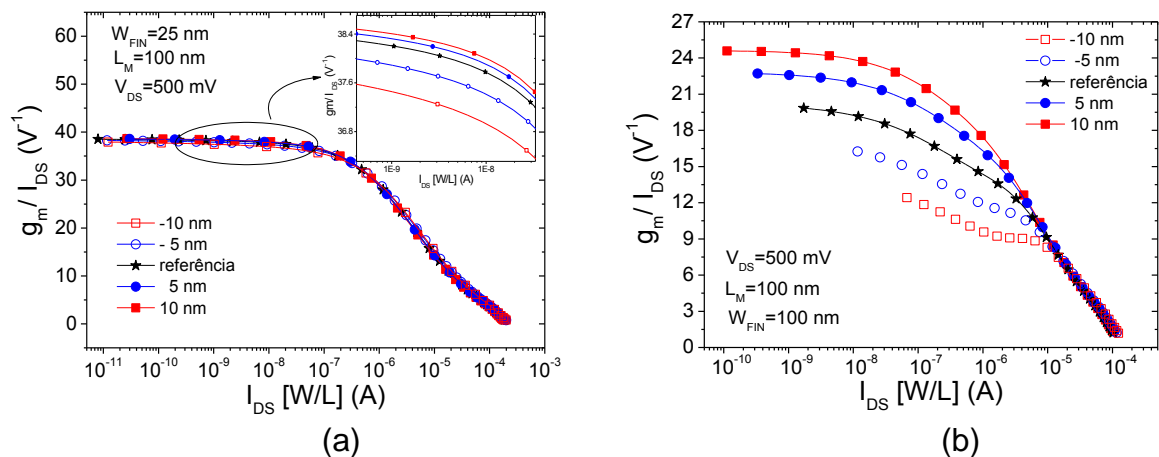 W_FIN=25 nm
L_M=100 nm
V_DS=500 mV
g_m/ I_DS (V⁻¹)
60
50
40
30
20
10
0
10⁻¹¹ 10⁻¹⁰ 10⁻⁹ 10⁻⁸ 10⁻⁷ 10⁻⁶ 10⁻⁵ 10⁻⁴ 10⁻³
I_DS [W/L] (A)
gm/ I_DS (V⁻¹)
38.4
37.6
36.8
1E-9 1E-8
I_DS [W/L] (A)
-10 nm
- 5 nm
referência
5 nm
10 nm
(a)
g_m/ I_DS (V⁻¹)
27
24
21
18
15
12
9
6
3
0
10⁻¹⁰ 10⁻⁹ 10⁻⁸ 10⁻⁷ 10⁻⁶ 10⁻⁵ 10⁻⁴
I_DS [W/L] (A)
-10 nm
-5 nm
referência
5 nm
10 nm
V_DS=500 mV
L_M=100 nm
W_FIN=100 nm
(b)